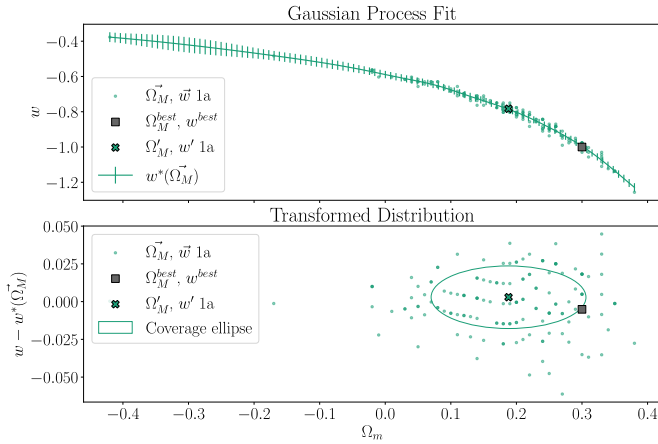 Gaussian Process Fit
−0.4
−0.6
−0.8
−1.0
−1.2
w
Ω⃗_M, w⃗ 1a
Ω_M^{best}, w^{best}
Ω′_M, w′ 1a
w*(Ω⃗_M)
Transformed Distribution
0.050
0.025
0.000
−0.025
−0.050
w − w*(Ω⃗_M)
Ω⃗_M, w⃗ 1a
Ω_M^{best}, w^{best}
Ω′_M, w′ 1a
Coverage ellipse
−0.4 −0.3 −0.2 −0.1 0.0 0.1 0.2 0.3 0.4
Ω_m